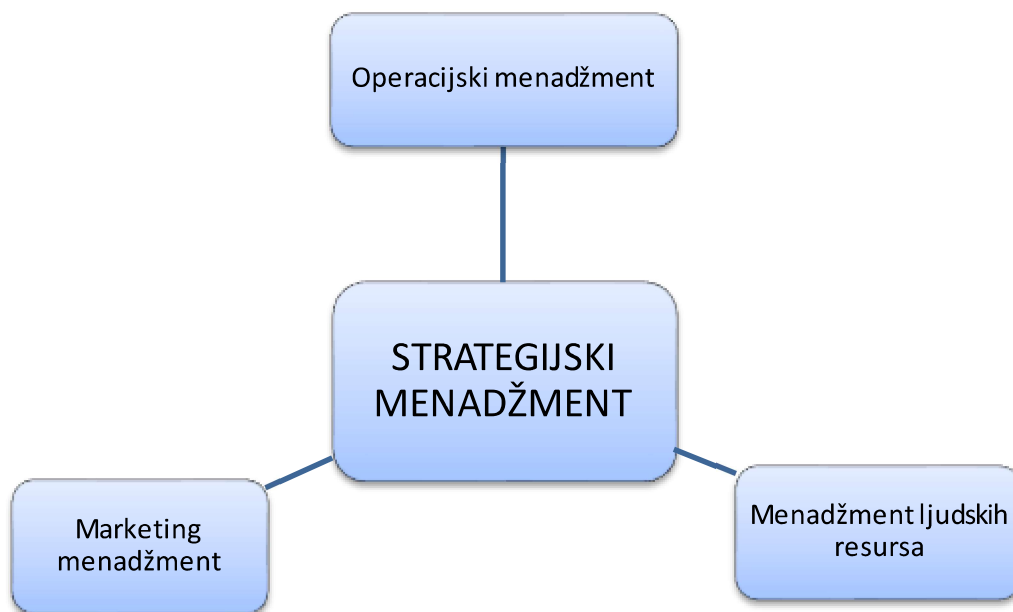 Operacijski menadžment
STRATEGIJSKI
MENADŽMENT
Marketing
menadžment
Menadžment ljudskih
resursa